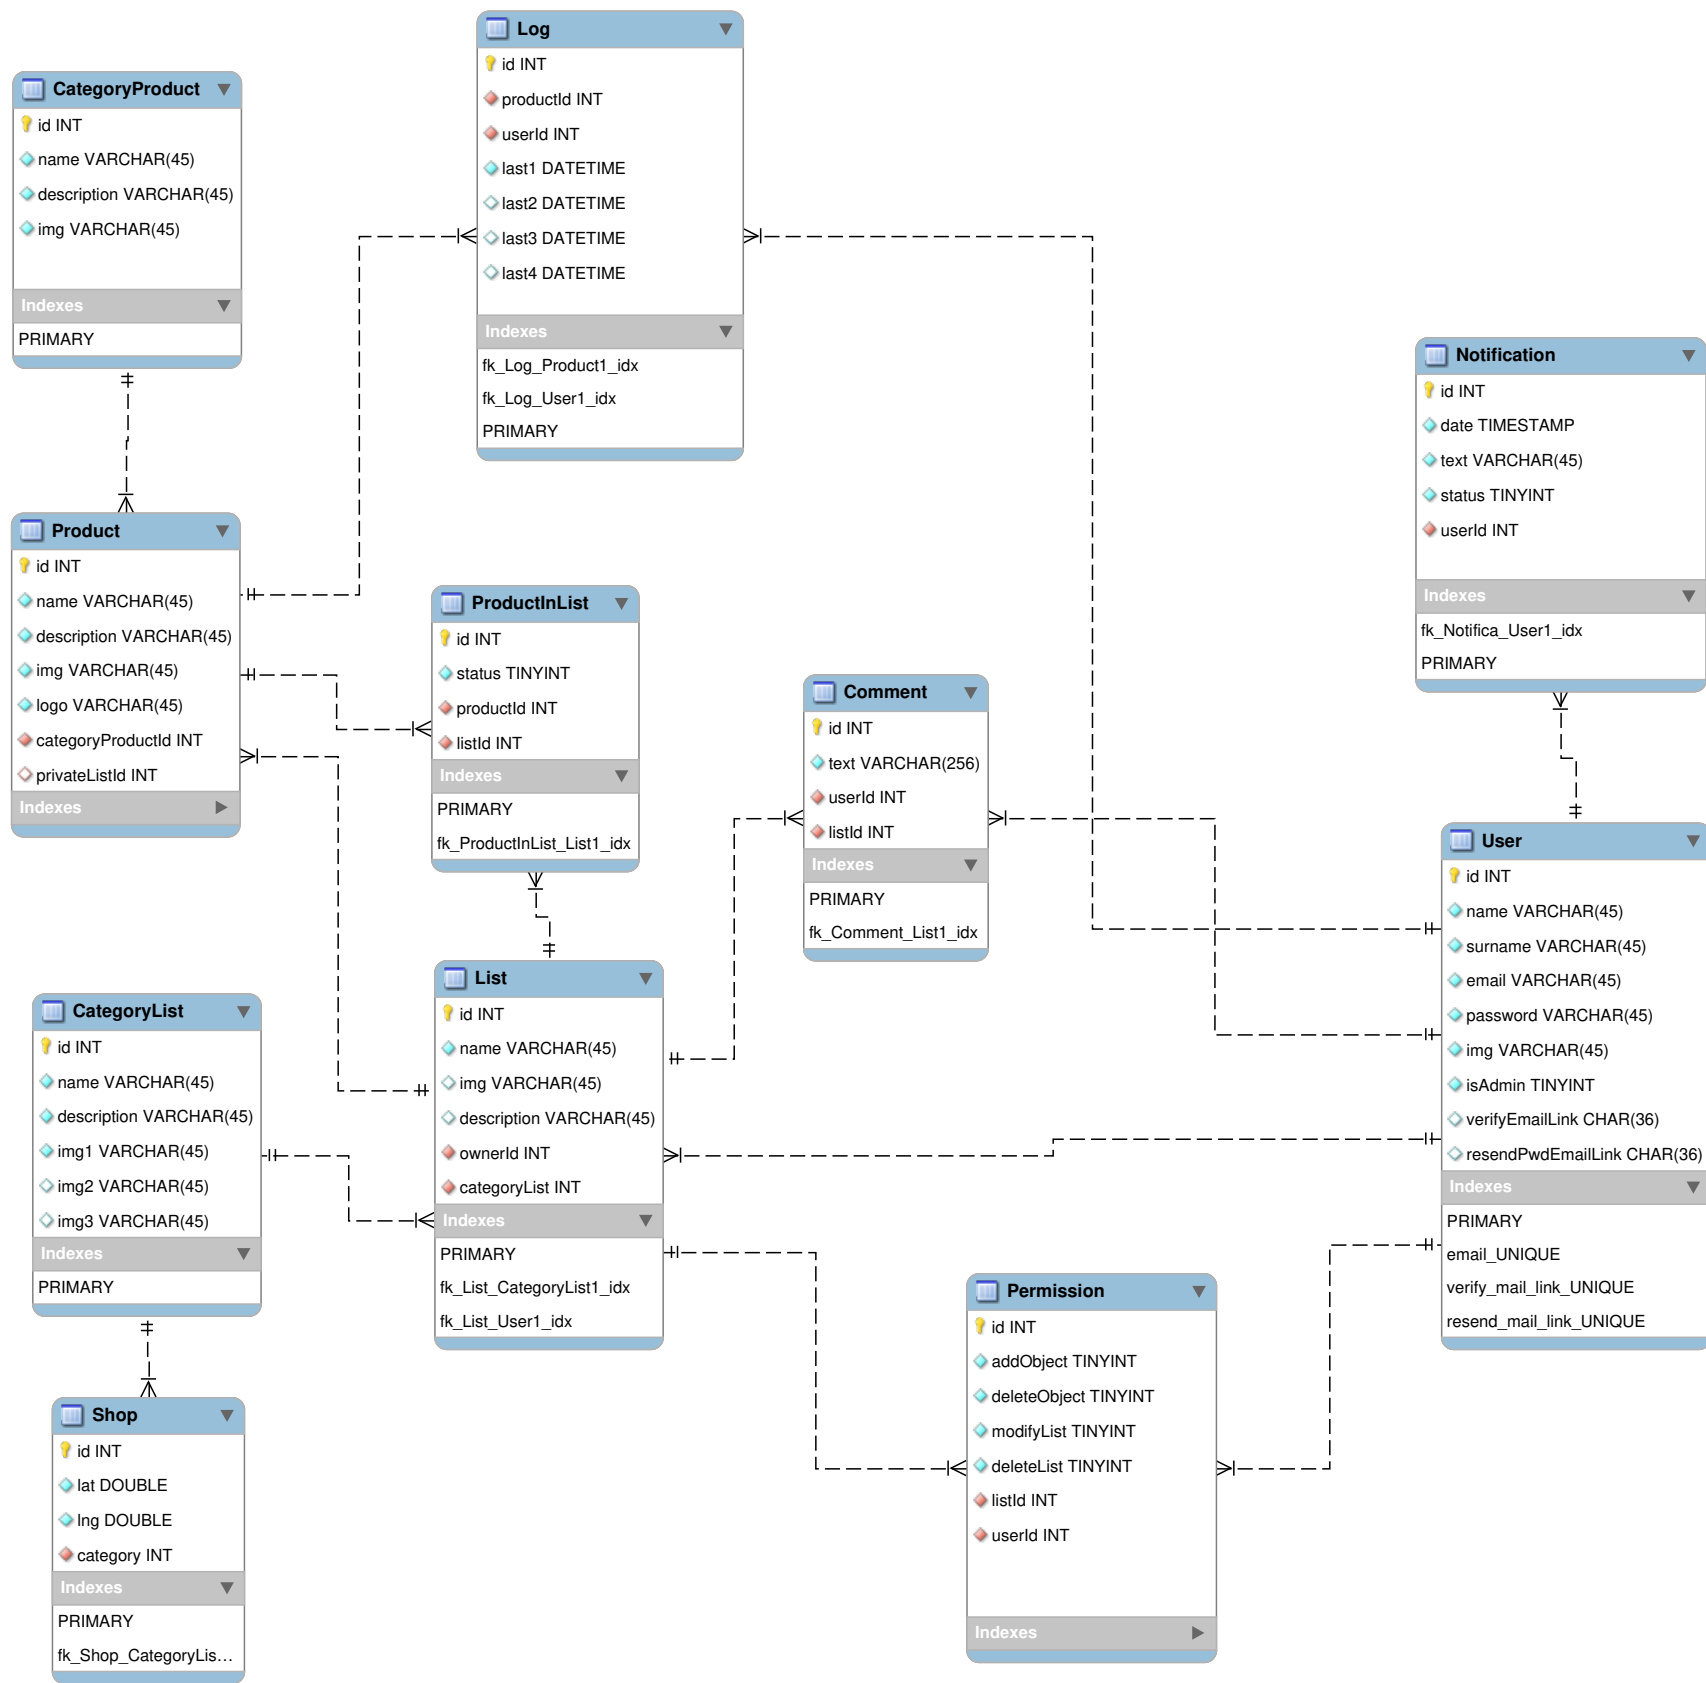 Log
id INT
productId INT
userId INT
last1 DATETIME
last2 DATETIME
last3 DATETIME
last4 DATETIME
Indexes
fk_Log_Product1_idx
fk_Log_User1_idx
PRIMARY
CategoryProduct
id INT
name VARCHAR(45)
description VARCHAR(45)
img VARCHAR(45)
Indexes
PRIMARY
Notification
id INT
date TIMESTAMP
text VARCHAR(45)
status TINYINT
userId INT
Indexes
fk_Notifica_User1_idx
PRIMARY
Product
id INT
name VARCHAR(45)
description VARCHAR(45)
img VARCHAR(45)
logo VARCHAR(45)
categoryProductId INT
privateListId INT
Indexes
ProductInList
id INT
status TINYINT
productId INT
listId INT
Indexes
PRIMARY
fk_ProductInList_List1_idx
Comment
id INT
text VARCHAR(256)
userId INT
listId INT
Indexes
PRIMARY
fk_Comment_List1_idx
User
id INT
name VARCHAR(45)
surname VARCHAR(45)
email VARCHAR(45)
password VARCHAR(45)
img VARCHAR(45)
isAdmin TINYINT
verifyEmailLink CHAR(36)
resendPwdEmailLink CHAR(36)
Indexes
PRIMARY
email_UNIQUE
verify_mail_link_UNIQUE
resend_mail_link_UNIQUE
List
id INT
name VARCHAR(45)
img VARCHAR(45)
description VARCHAR(45)
ownerId INT
categoryList INT
Indexes
PRIMARY
fk_List_CategoryList1_idx
fk_List_User1_idx
CategoryList
id INT
name VARCHAR(45)
description VARCHAR(45)
img1 VARCHAR(45)
img2 VARCHAR(45)
img3 VARCHAR(45)
Indexes
PRIMARY
Permission
id INT
addObject TINYINT
deleteObject TINYINT
modifyList TINYINT
deleteList TINYINT
listId INT
userId INT
Indexes
Shop
id INT
lat DOUBLE
lng DOUBLE
category INT
Indexes
PRIMARY
fk_Shop_CategoryLis...